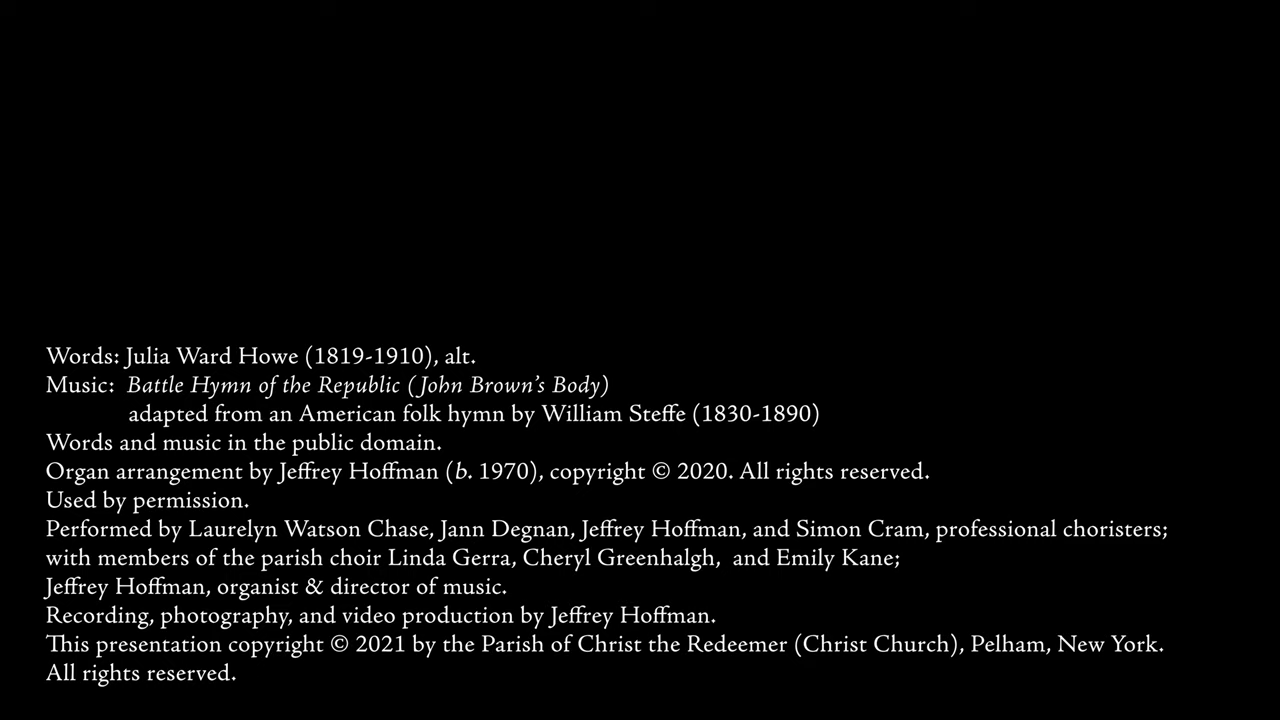 Words: Julia Ward Howe (1819-1910), alt.
Music: Battle Hymn of the Republic (John Brown's Body)
adapted from an American folk hymn by William Steffe (1830-1890)
Words and music in the public domain.
Organ arrangement by Jeffrey Hoffman (b. 1970), copyright © 2020. All rights reserved.
Used by permission.
Performed by Laurelyn Watson Chase, Jann Degnan, Jeffrey Hoffman, and Simon Cram, professional choristers;
with members of the parish choir Linda Gerra, Cheryl Greenhalgh, and Emily Kane;
Jeffrey Hoffman, organist & director of music.
Recording, photography, and video production by Jeffrey Hoffman.
This presentation copyright © 2021 by the Parish of Christ the Redeemer (Christ Church), Pelham, New York.
All rights reserved.